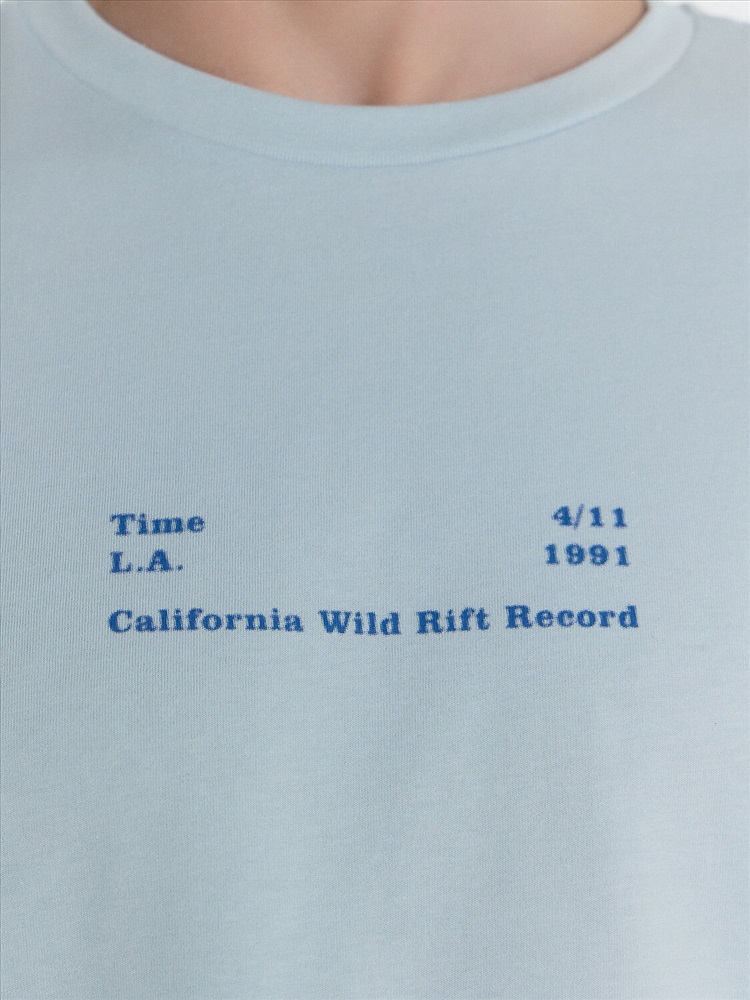 Time 4/11
L.A. 1991
California Wild Rift Record